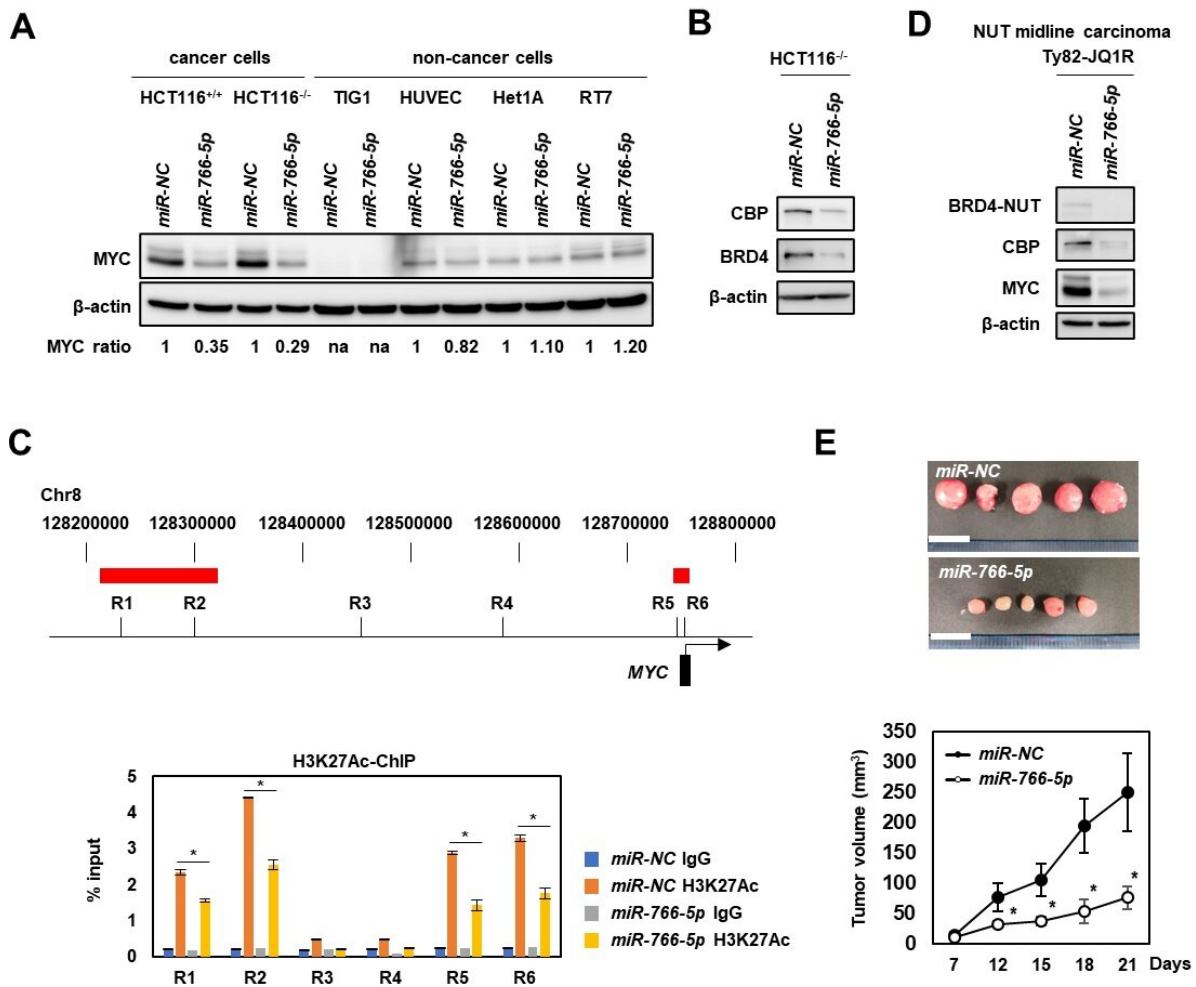 A
cancer cells non-cancer cells
HCT116+/+ HCT116-/- TIG1 HUVEC Het1A RT7
miR-NC miR-766-5p miR-NC miR-766-5p miR-NC miR-766-5p miR-NC miR-766-5p miR-NC miR-766-5p miR-NC miR-766-5p
MYC
β-actin
MYC ratio 1 0.35 1 0.29 na na 1 0.82 1 1.10 1 1.20
B
HCT116-/-
miR-NC miR-766-5p
CBP
BRD4
β-actin
D
NUT midline carcinoma
Ty82-JQ1R
miR-NC miR-766-5p
BRD4-NUT
CBP
MYC
β-actin
C
Chr8
128200000 128300000 128400000 128500000 128600000 128700000 128800000
R1 R2 R3 R4 R5 R6
MYC
H3K27Ac-ChIP
% input
5
4
3
2
1
0
* * * *
R1 R2 R3 R4 R5 R6
miR-NC IgG
miR-NC H3K27Ac
miR-766-5p IgG
miR-766-5p H3K27Ac
E
miR-NC
miR-766-5p
Tumor volume (mm3)
350
300
250
200
150
100
50
0
miR-NC
miR-766-5p
* * * *
7 12 15 18 21 Days